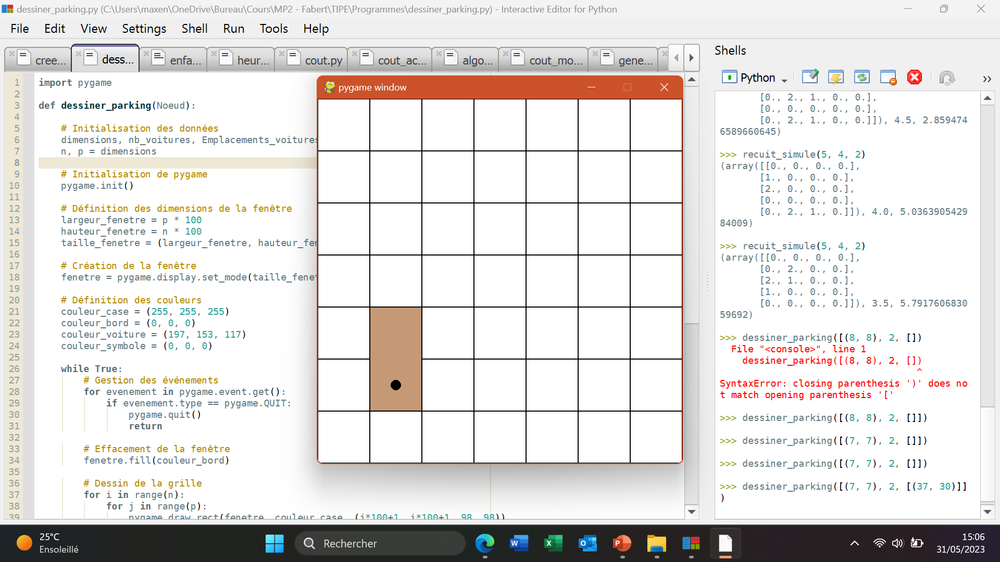 dessiner_parking.py (C:\Users\maxen\OneDrive\Bureau\Cours\MP2 - Fabert\TIPE\Programmes\dessiner_parking.py) - Interactive Editor for Python
File Edit View Settings Shell Run Tools Help
cree... dess... enfa... heur... cout.py cout_ac... algo... cout_mo... gene...
1 import pygame
2
3 def dessiner_parking(Noeud):
4
5 # Initialisation des données
6 dimensions, nb_voitures, Emplacements_voitures
7 n, p = dimensions
8
9 # Initialisation de pygame
10 pygame.init()
11
12 # Définition des dimensions de la fenêtre
13 largeur_fenetre = p * 100
14 hauteur_fenetre = n * 100
15 taille_fenetre = (largeur_fenetre, hauteur_fen
16
17 # Création de la fenêtre
18 fenetre = pygame.display.set_mode(taille_fenet
19
20 # Définition des couleurs
21 couleur_case = (255, 255, 255)
22 couleur_bord = (0, 0, 0)
23 couleur_voiture = (197, 153, 117)
24 couleur_symbole = (0, 0, 0)
25
26 while True:
27 # Gestion des événements
28 for evenement in pygame.event.get():
29 if evenement.type == pygame.QUIT:
30 pygame.quit()
31 return
32
33 # Effacement de la fenêtre
34 fenetre.fill(couleur_bord)
35
36 # Dessin de la grille
37 for i in range(n):
38 for j in range(p):
39 pygame.draw.rect(fenetre, couleur_case, (j*100+1, i*100+1, 98, 98))
pygame window
Shells
Python
[0., 2., 1., 0., 0.],
[0., 0., 0., 0., 0.],
[0., 2., 1., 0., 0.]]), 4.5, 2.859474
6589660645)
>>> recuit_simule(5, 4, 2)
(array([[0., 0., 0., 0.],
[1., 0., 0., 0.],
[2., 0., 0., 0.],
[0., 0., 0., 0.],
[0., 2., 1., 0.]]), 4.0, 5.0363905429
84009)
>>> recuit_simule(5, 4, 2)
(array([[0., 0., 0., 0.],
[0., 2., 0., 0.],
[2., 1., 0., 0.],
[1., 0., 0., 0.],
[0., 0., 0., 0.]]), 3.5, 5.7917606830
59692)
>>> dessiner_parking([(8, 8), 2, [])
File "<console>", line 1
dessiner_parking([(8, 8), 2, [])
^
SyntaxError: closing parenthesis ')' does no
t match opening parenthesis '['
>>> dessiner_parking([(8, 8), 2, []])
>>> dessiner_parking([(7, 7), 2, []])
>>> dessiner_parking([(7, 7), 2, []])
>>> dessiner_parking([(7, 7), 2, [(37, 30)]]
)
25°C
Ensoleillé
Rechercher
15:06
31/05/2023